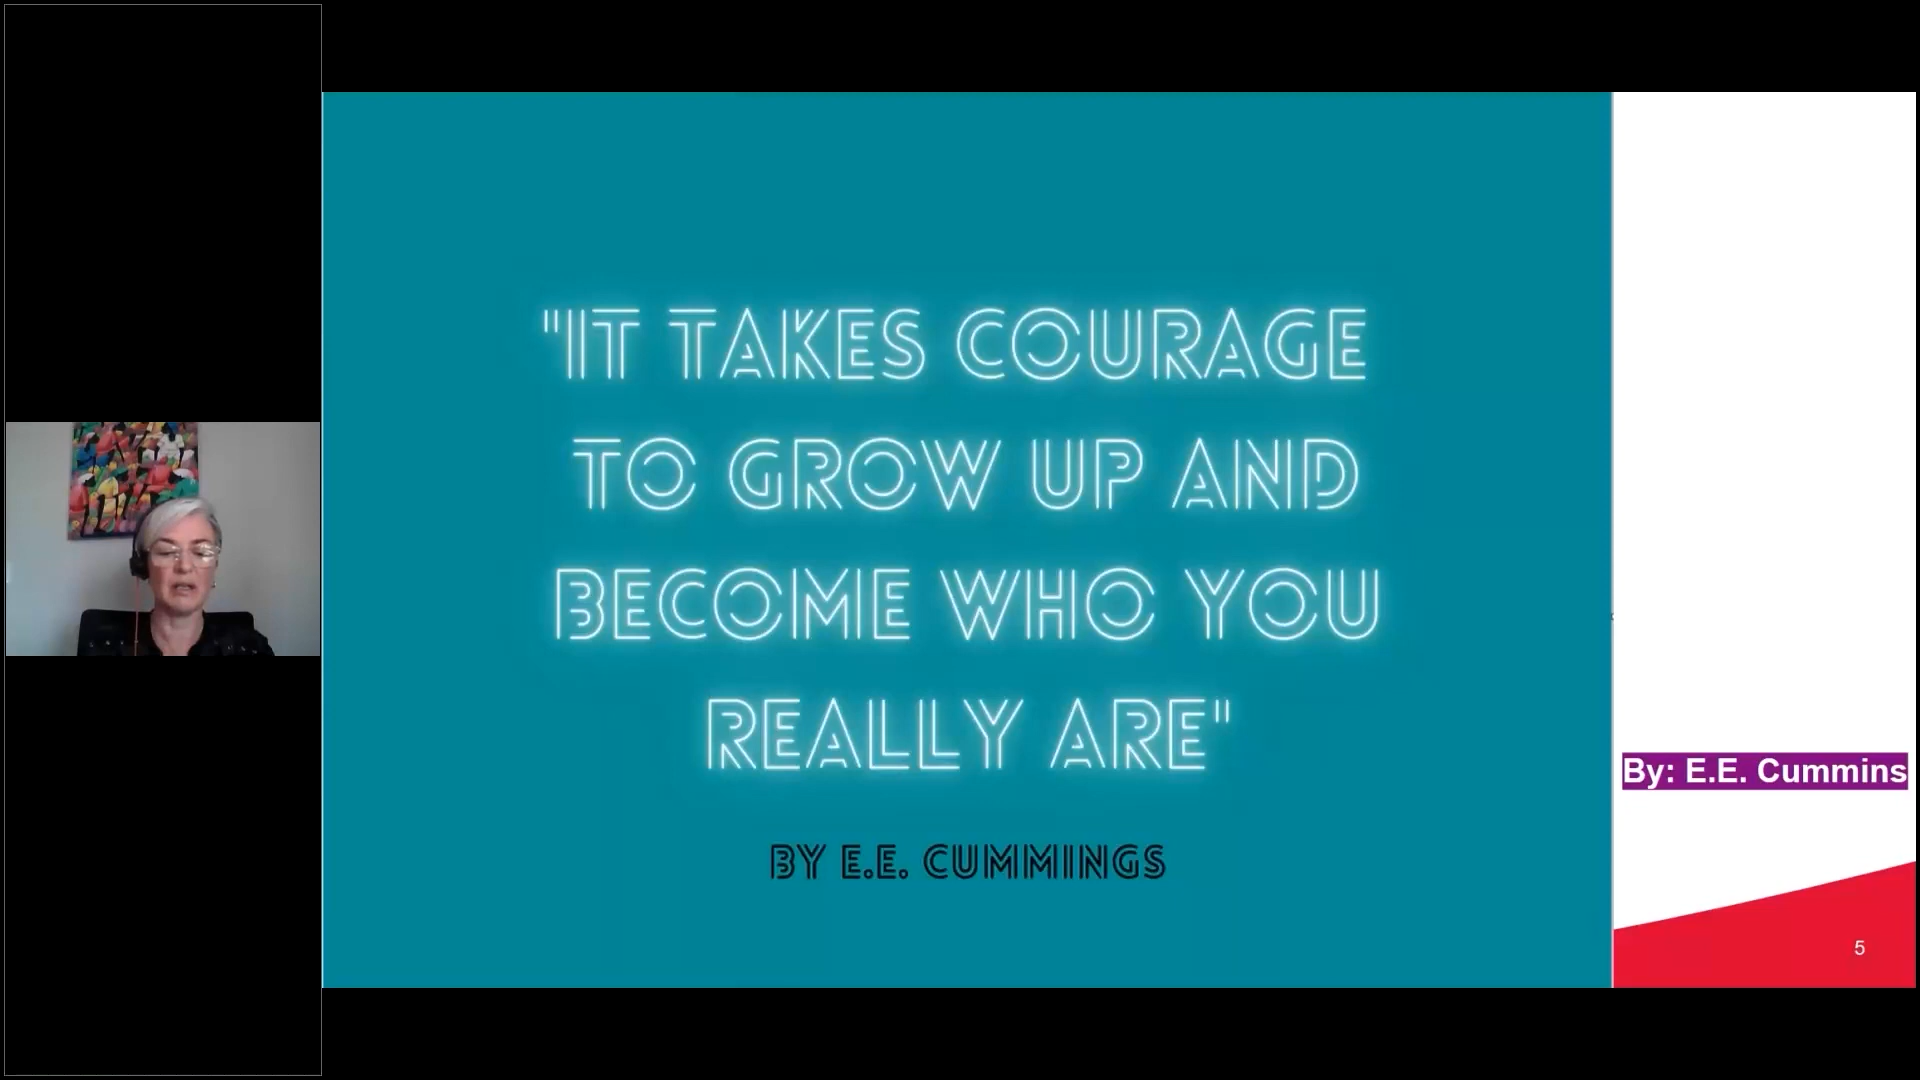 "IT TAKES COURAGE
TO GROW UP AND
BECOME WHO YOU
REALLY ARE"
BY E.E. CUMMINGS
By: E.E. Cummins
5